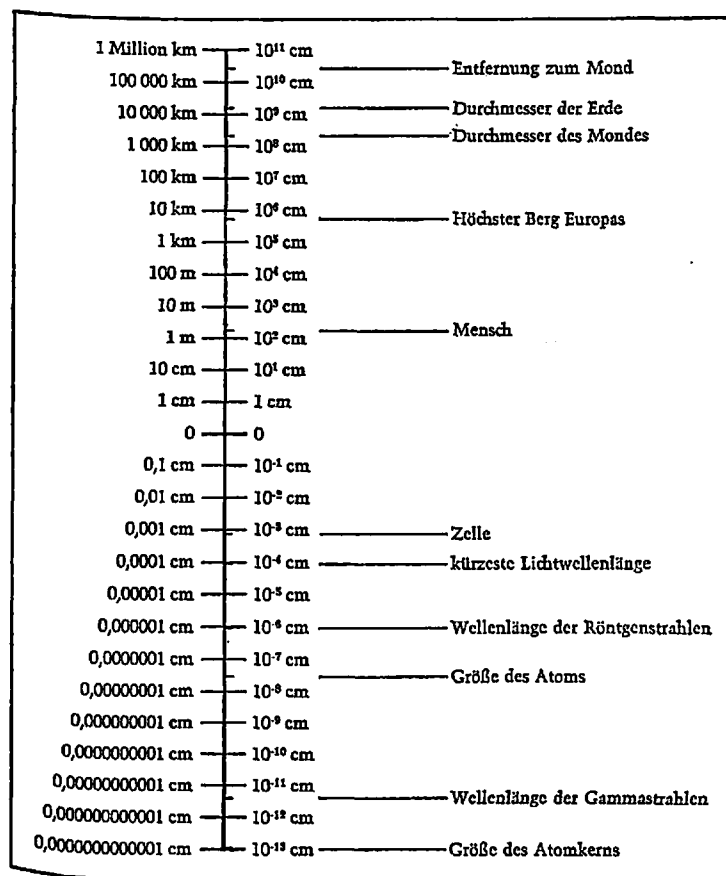 1 Million km 10¹¹ cm
Entfernung zum Mond
100 000 km 10¹⁰ cm
10 000 km 10⁹ cm Durchmesser der Erde
Durchmesser des Mondes
1 000 km 10⁸ cm
100 km 10⁷ cm
10 km 10⁶ cm
Höchster Berg Europas
1 km 10⁵ cm
100 m 10⁴ cm
10 m 10³ cm
Mensch
1 m 10² cm
10 cm 10¹ cm
1 cm 1 cm
0 0
0,1 cm 10⁻¹ cm
0,01 cm 10⁻² cm
0,001 cm 10⁻³ cm Zelle
0,0001 cm 10⁻⁴ cm kürzeste Lichtwellenlänge
0,00001 cm 10⁻⁵ cm
0,000001 cm 10⁻⁶ cm Wellenlänge der Röntgenstrahlen
0,0000001 cm 10⁻⁷ cm
Größe des Atoms
0,00000001 cm 10⁻⁸ cm
0,000000001 cm 10⁻⁹ cm
0,0000000001 cm 10⁻¹⁰ cm
0,00000000001 cm 10⁻¹¹ cm
Wellenlänge der Gammastrahlen
0,000000000001 cm 10⁻¹² cm
0,0000000000001 cm 10⁻¹³ cm Größe des Atomkerns